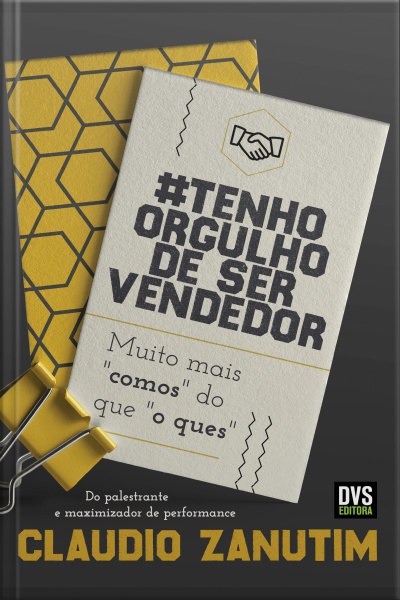 #TENHO
ORGULHO
DE SER
VENDEDOR
Muito mais
"comos" do
que "o ques"
Do palestrante
e maximizador de performance
DVS
EDITORA
CLAUDIO ZANUTIM